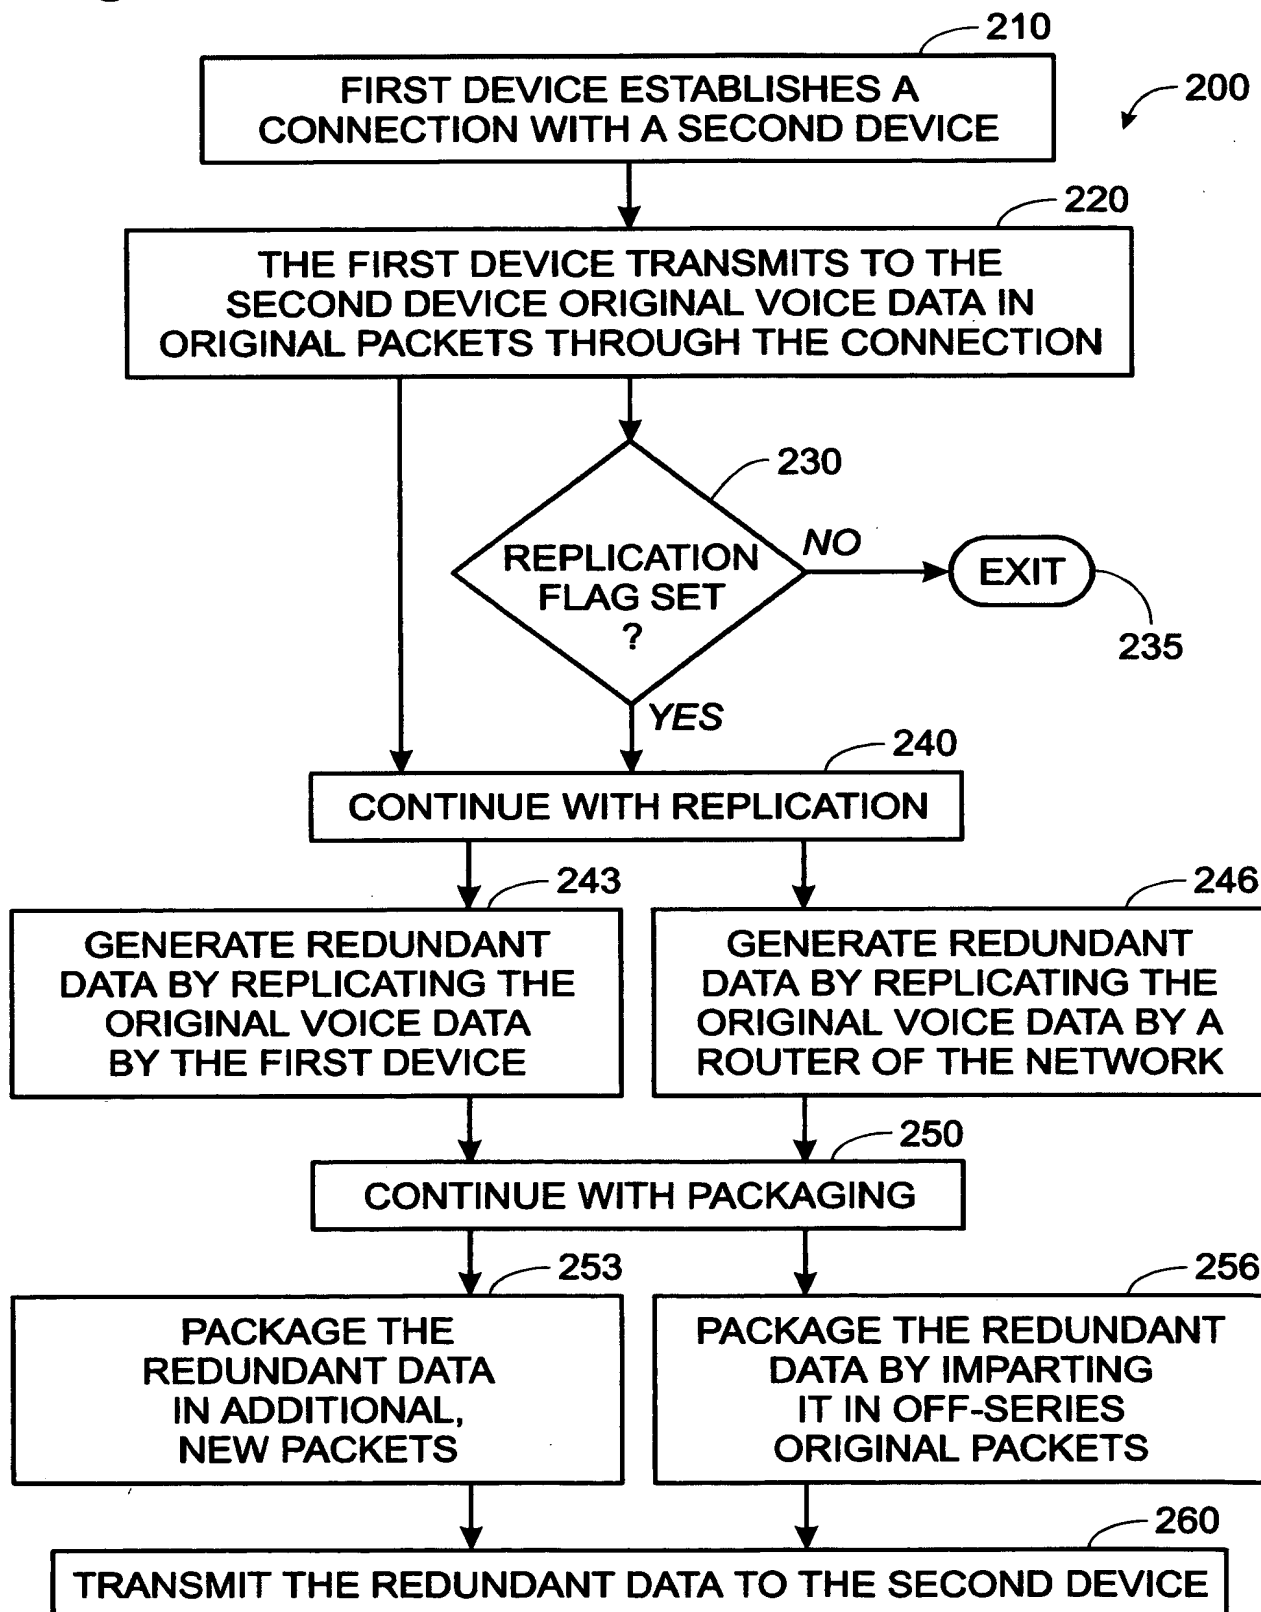 210
FIRST DEVICE ESTABLISHES A
CONNECTION WITH A SECOND DEVICE
200
220
THE FIRST DEVICE TRANSMITS TO THE
SECOND DEVICE ORIGINAL VOICE DATA IN
ORIGINAL PACKETS THROUGH THE CONNECTION
230
REPLICATION
FLAG SET
?
NO
EXIT
235
YES
240
CONTINUE WITH REPLICATION
243
GENERATE REDUNDANT
DATA BY REPLICATING THE
ORIGINAL VOICE DATA
BY THE FIRST DEVICE
246
GENERATE REDUNDANT
DATA BY REPLICATING THE
ORIGINAL VOICE DATA BY A
ROUTER OF THE NETWORK
250
CONTINUE WITH PACKAGING
253
PACKAGE THE
REDUNDANT DATA
IN ADDITIONAL,
NEW PACKETS
256
PACKAGE THE REDUNDANT
DATA BY IMPARTING
IT IN OFF-SERIES
ORIGINAL PACKETS
260
TRANSMIT THE REDUNDANT DATA TO THE SECOND DEVICE